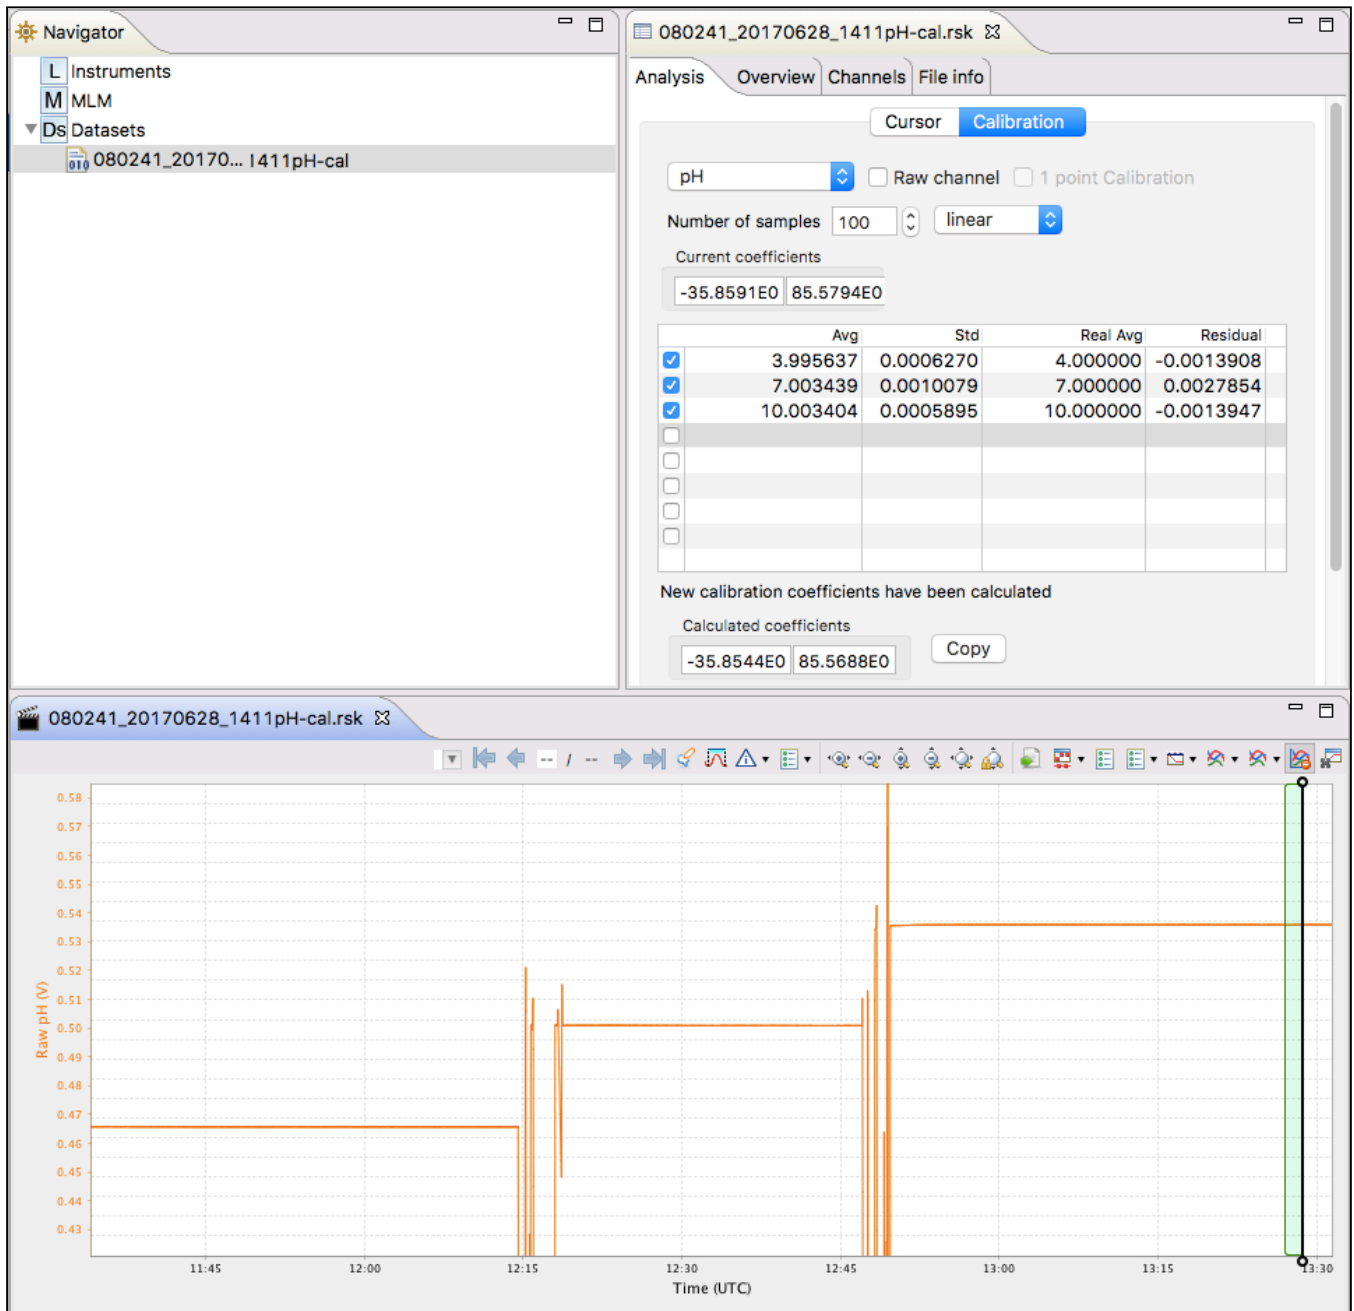 Navigator
L Instruments
M MLM
Ds Datasets
010 080241_20170... 1411pH-cal
080241_20170628_1411pH-cal.rsk
Analysis Overview Channels File info
Cursor Calibration
pH Raw channel 1 point Calibration
Number of samples 100 linear
Current coefficients
-35.8591E0 85.5794E0
Avg Std Real Avg Residual
3.995637 0.0006270 4.000000 -0.0013908
7.003439 0.0010079 7.000000 0.0027854
10.003404 0.0005895 10.000000 -0.0013947
New calibration coefficients have been calculated
Calculated coefficients
-35.8544E0 85.5688E0 Copy
080241_20170628_1411pH-cal.rsk
-- / --
0.58
0.57
0.56
0.55
0.54
0.53
0.52
0.51
0.50
0.49
0.48
0.47
0.46
0.45
0.44
0.43
Raw pH (V)
11:45 12:00 12:15 12:30 12:45 13:00 13:15 13:30
Time (UTC)